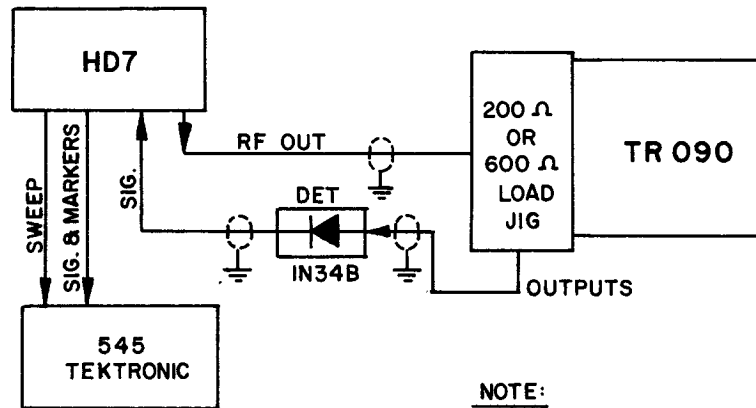 HD7
200 Ω
OR
600 Ω
LOAD
JIG
TR 090
RF OUT
SWEEP
SIG. & MARKERS
SIG.
DET
IN34B
OUTPUTS
545
TEKTRONIC
NOTE: